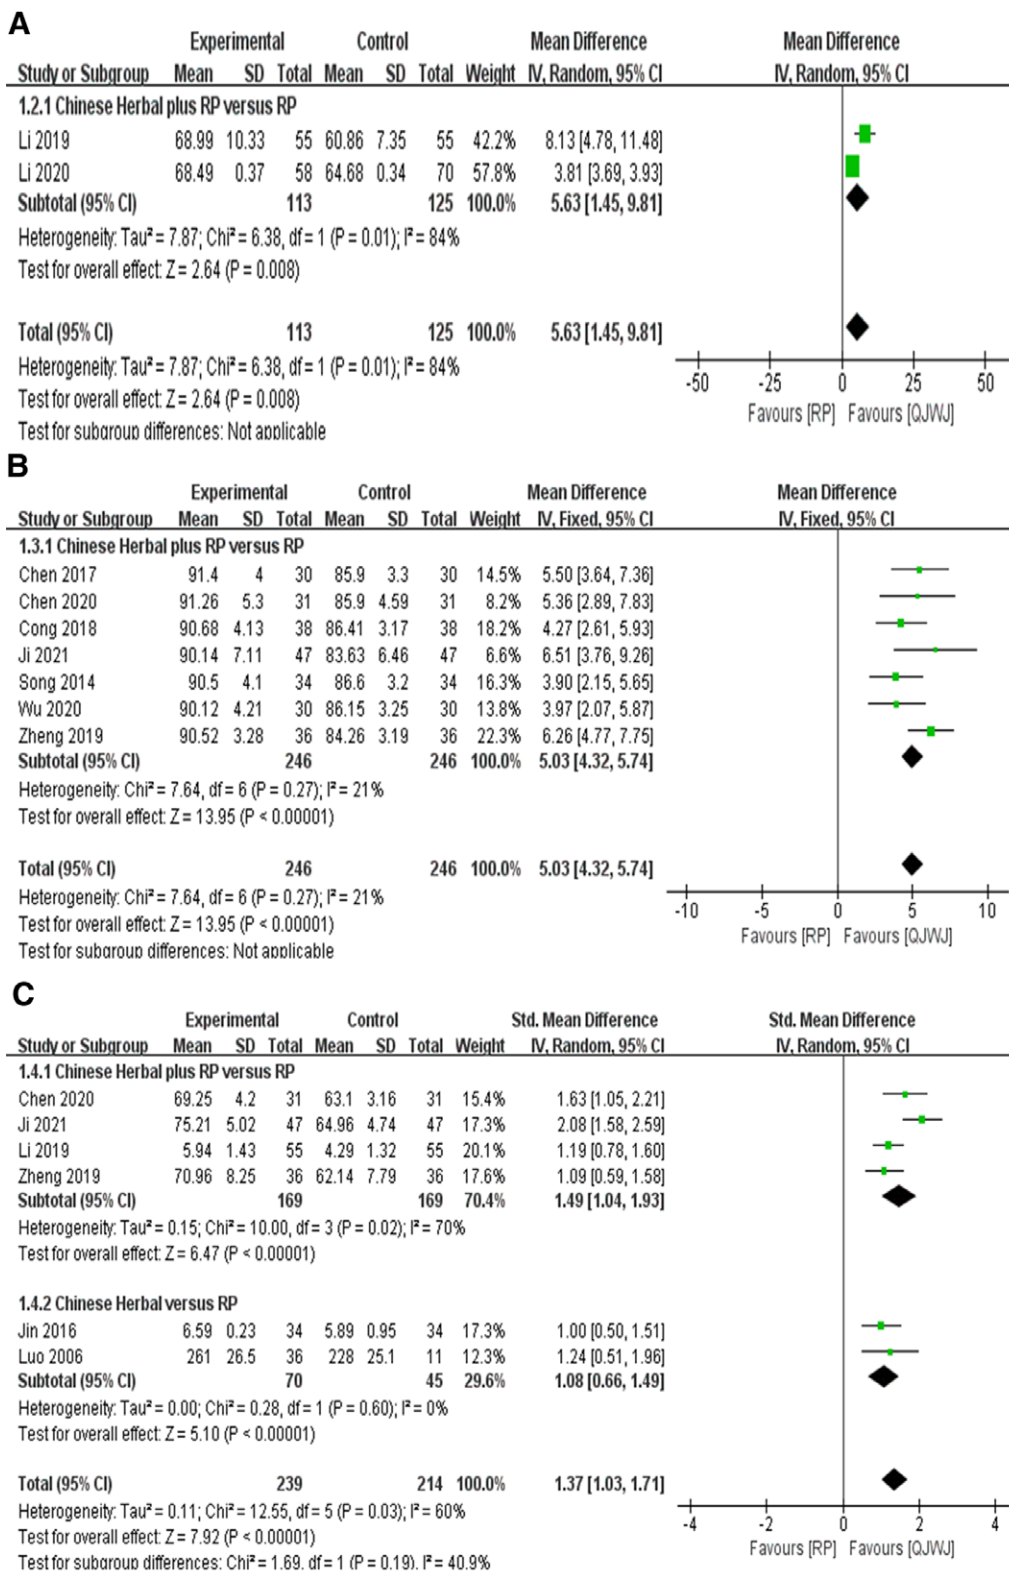 A
Experimental Control Mean Difference Mean Difference
Study or Subgroup Mean SD Total Mean SD Total Weight IV, Random, 95% CI IV, Random, 95% CI
1.2.1 Chinese Herbal plus RP versus RP
Li 2019 68.99 10.33 55 60.86 7.35 55 42.2% 8.13 [4.78, 11.48]
Li 2020 68.49 0.37 58 64.68 0.34 70 57.8% 3.81 [3.69, 3.93]
Subtotal (95% CI) 113 125 100.0% 5.63 [1.45, 9.81]
Heterogeneity: Tau² = 7.87; Chi² = 6.38, df = 1 (P = 0.01); I² = 84%
Test for overall effect: Z = 2.64 (P = 0.008)
Total (95% CI) 113 125 100.0% 5.63 [1.45, 9.81]
Heterogeneity: Tau² = 7.87; Chi² = 6.38, df = 1 (P = 0.01); I² = 84%
Test for overall effect: Z = 2.64 (P = 0.008)
Test for subgroup differences: Not applicable
-50 -25 0 25 50
Favours [RP] Favours [QJWJ]
B
Experimental Control Mean Difference Mean Difference
Study or Subgroup Mean SD Total Mean SD Total Weight IV, Fixed, 95% CI IV, Fixed, 95% CI
1.3.1 Chinese Herbal plus RP versus RP
Chen 2017 91.4 4 30 85.9 3.3 30 14.5% 5.50 [3.64, 7.36]
Chen 2020 91.26 5.3 31 85.9 4.59 31 8.2% 5.36 [2.89, 7.83]
Cong 2018 90.68 4.13 38 86.41 3.17 38 18.2% 4.27 [2.61, 5.93]
Ji 2021 90.14 7.11 47 83.63 6.46 47 6.6% 6.51 [3.76, 9.26]
Song 2014 90.5 4.1 34 86.6 3.2 34 16.3% 3.90 [2.15, 5.65]
Wu 2020 90.12 4.21 30 86.15 3.25 30 13.8% 3.97 [2.07, 5.87]
Zheng 2019 90.52 3.28 36 84.26 3.19 36 22.3% 6.26 [4.77, 7.75]
Subtotal (95% CI) 246 246 100.0% 5.03 [4.32, 5.74]
Heterogeneity: Chi² = 7.64, df = 6 (P = 0.27); I² = 21%
Test for overall effect: Z = 13.95 (P < 0.00001)
Total (95% CI) 246 246 100.0% 5.03 [4.32, 5.74]
Heterogeneity: Chi² = 7.64, df = 6 (P = 0.27); I² = 21%
Test for overall effect: Z = 13.95 (P < 0.00001)
Test for subgroup differences: Not applicable
-10 -5 0 5 10
Favours [RP] Favours [QJWJ]
C
Experimental Control Std. Mean Difference Std. Mean Difference
Study or Subgroup Mean SD Total Mean SD Total Weight IV, Random, 95% CI IV, Random, 95% CI
1.4.1 Chinese Herbal plus RP versus RP
Chen 2020 69.25 4.2 31 63.1 3.16 31 15.4% 1.63 [1.05, 2.21]
Ji 2021 75.21 5.02 47 64.96 4.74 47 17.3% 2.08 [1.58, 2.59]
Li 2019 5.94 1.43 55 4.29 1.32 55 20.1% 1.19 [0.78, 1.60]
Zheng 2019 70.96 8.25 36 62.14 7.79 36 17.6% 1.09 [0.59, 1.58]
Subtotal (95% CI) 169 169 70.4% 1.49 [1.04, 1.93]
Heterogeneity: Tau² = 0.15; Chi² = 10.00, df = 3 (P = 0.02); I² = 70%
Test for overall effect: Z = 6.47 (P < 0.00001)
1.4.2 Chinese Herbal versus RP
Jin 2016 6.59 0.23 34 5.89 0.95 34 17.3% 1.00 [0.50, 1.51]
Luo 2006 261 26.5 36 228 25.1 11 12.3% 1.24 [0.51, 1.96]
Subtotal (95% CI) 70 45 29.6% 1.08 [0.66, 1.49]
Heterogeneity: Tau² = 0.00; Chi² = 0.28, df = 1 (P = 0.60); I² = 0%
Test for overall effect: Z = 5.10 (P < 0.00001)
Total (95% CI) 239 214 100.0% 1.37 [1.03, 1.71]
Heterogeneity: Tau² = 0.11; Chi² = 12.55, df = 5 (P = 0.03); I² = 60%
Test for overall effect: Z = 7.92 (P < 0.00001)
Test for subgroup differences: Chi² = 1.69, df = 1 (P = 0.19), I² = 40.9%
-4 -2 0 2 4
Favours [RP] Favours [QJWJ]